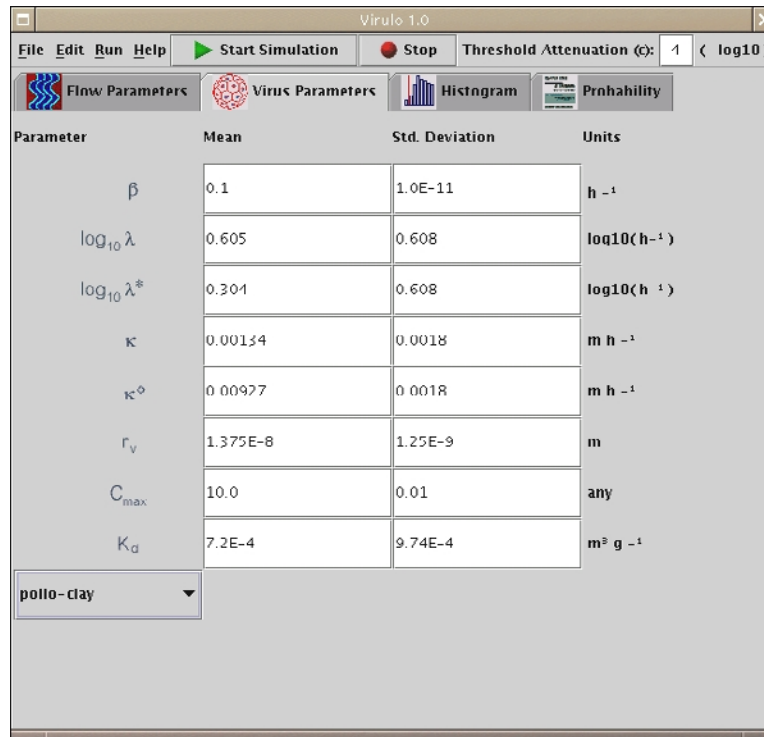 Virulo 1.0
File Edit Run Help Start Simulation Stop Threshold Attenuation (c): 4 ( log10
Flow Parameters Virus Parameters Histogram Probability
Parameter Mean Std. Deviation Units
β 0.1 1.0E-11 h -¹
log₁₀ λ 0.605 0.608 log10(h-¹ )
log₁₀ λ* 0.304 0.608 log10(h ¹ )
κ 0.00134 0.0018 m h -¹
κ° 0.00927 0.0018 m h -¹
rᵥ 1.375E-8 1.25E-9 m
Cmax 10.0 0.01 any
Kd 7.2E-4 9.74E-4 m³ g -¹
polio-clay